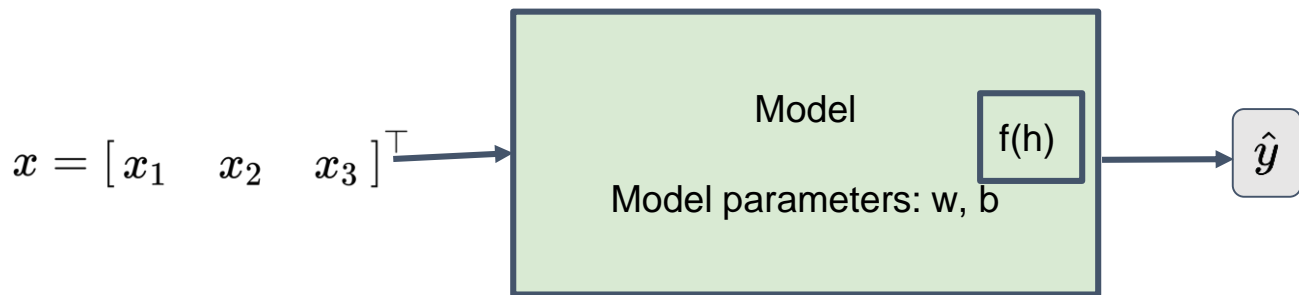 Model
f(h)
x = [ x₁ x₂ x₃ ]ᵀ
ŷ
Model parameters: w, b